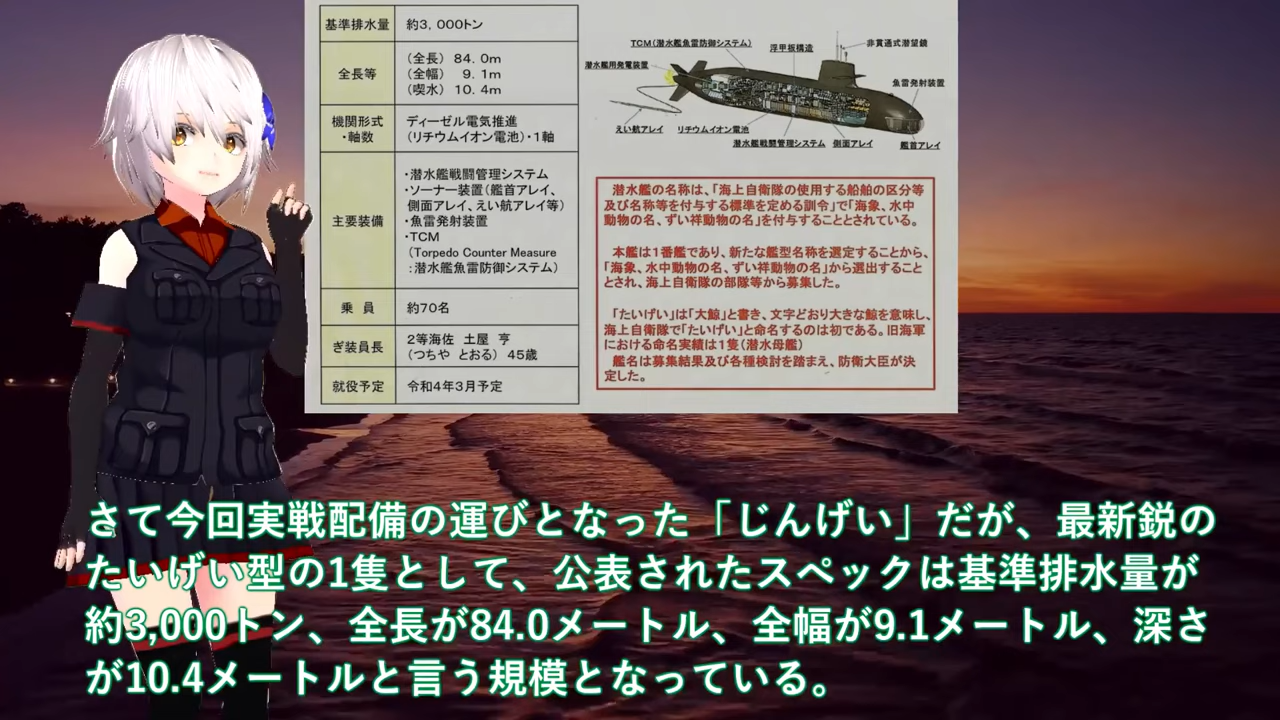 基準排水量 約3,000トン
全長等
(全長) 84.0m
(全幅) 9.1m
(喫水) 10.4m
機関形式
・軸数
ディーゼル電気推進
(リチウムイオン電池)・1軸
主要装備
・潜水艦戦闘管理システム
・ソーナー装置(艦首アレイ、
側面アレイ、えい航アレイ等)
・魚雷発射装置
・TCM
(Torpedo Counter Measure
:潜水艦魚雷防御システム)
乗 員 約70名
ぎ装員長
2等海佐 土屋 亨
(つちや とおる) 45歳
就役予定 令和4年3月予定
TCM(潜水艦魚雷防御システム)
浮甲板構造
非貫通式潜望鏡
潜水艦用発電装置
魚雷発射装置
えい航アレイ
リチウムイオン電池
潜水艦戦闘管理システム
側面アレイ
艦首アレイ
潜水艦の名称は、「海上自衛隊の使用する船舶の区分等
及び名称等を付与する標準を定める訓令」で「海象、水中
動物の名、ずい祥動物の名」を付与することとされている。
本艦は1番艦であり、新たな艦型名称を選定することから、
「海象、水中動物の名、ずい祥動物の名」から選出すること
とされ、海上自衛隊の部隊等から募集した。
「たいげい」は「大鯨」と書き、文字どおり大きな鯨を意味し、
海上自衛隊で「たいげい」と命名するのは初である。旧海軍
における命名実績は1隻(潜水母艦)
艦名は募集結果及び各種検討を踏まえ、防衛大臣が決
定した。
さて今回実戦配備の運びとなった「じんげい」だが、最新鋭の
たいげい型の1隻として、公表されたスペックは基準排水量が
約3,000トン、全長が84.0メートル、全幅が9.1メートル、深さ
が10.4メートルと言う規模となっている。